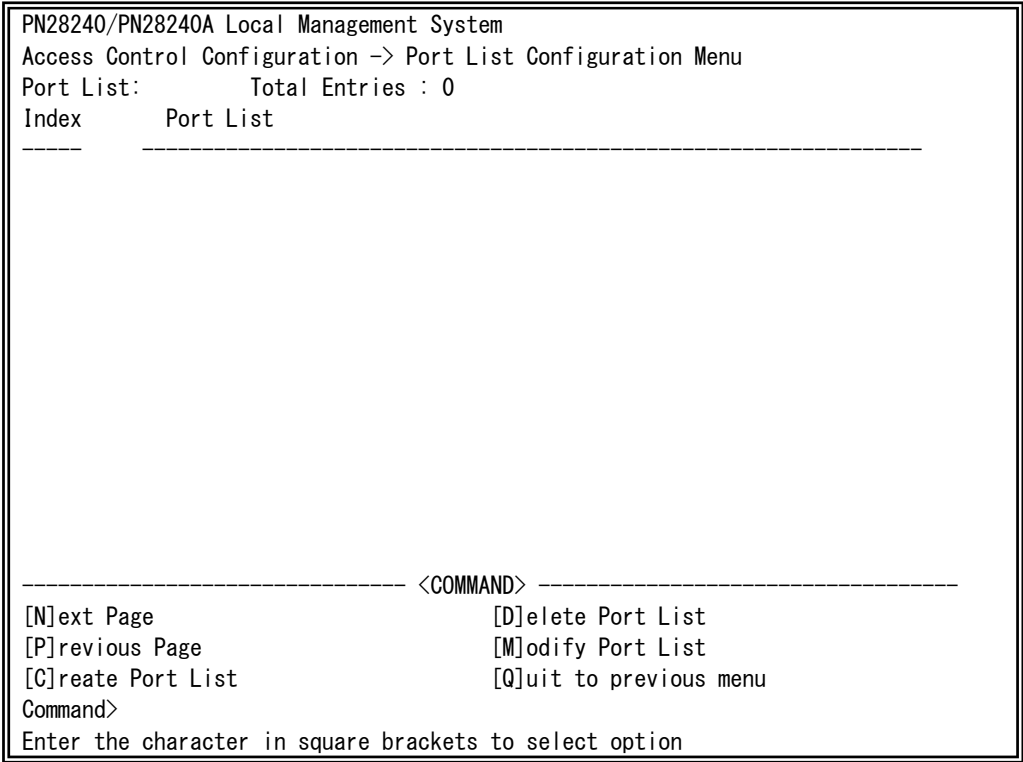 PN28240/PN28240A Local Management System
Access Control Configuration -> Port List Configuration Menu
Port List:         Total Entries : 0
Index       Port List
-----     -----------------------------------------------------------------
-------------------------------- <COMMAND> -----------------------------------
[N]ext Page                            [D]elete Port List
[P]revious Page                        [M]odify Port List
[C]reate Port List                     [Q]uit to previous menu
Command>
Enter the character in square brackets to select option